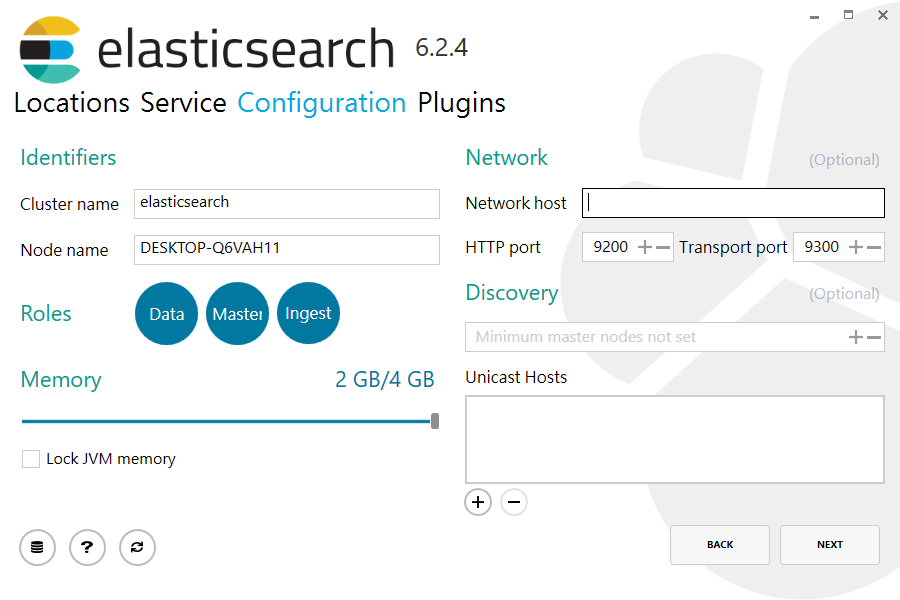 elasticsearch 6.2.4
Locations Service Configuration Plugins
Identifiers
Cluster name elasticsearch
Node name DESKTOP-Q6VAH11
Roles Data Master Ingest
Memory 2 GB/4 GB
Lock JVM memory
Network (Optional)
Network host
HTTP port 9200 Transport port 9300
Discovery (Optional)
Minimum master nodes not set
Unicast Hosts
?
BACK NEXT